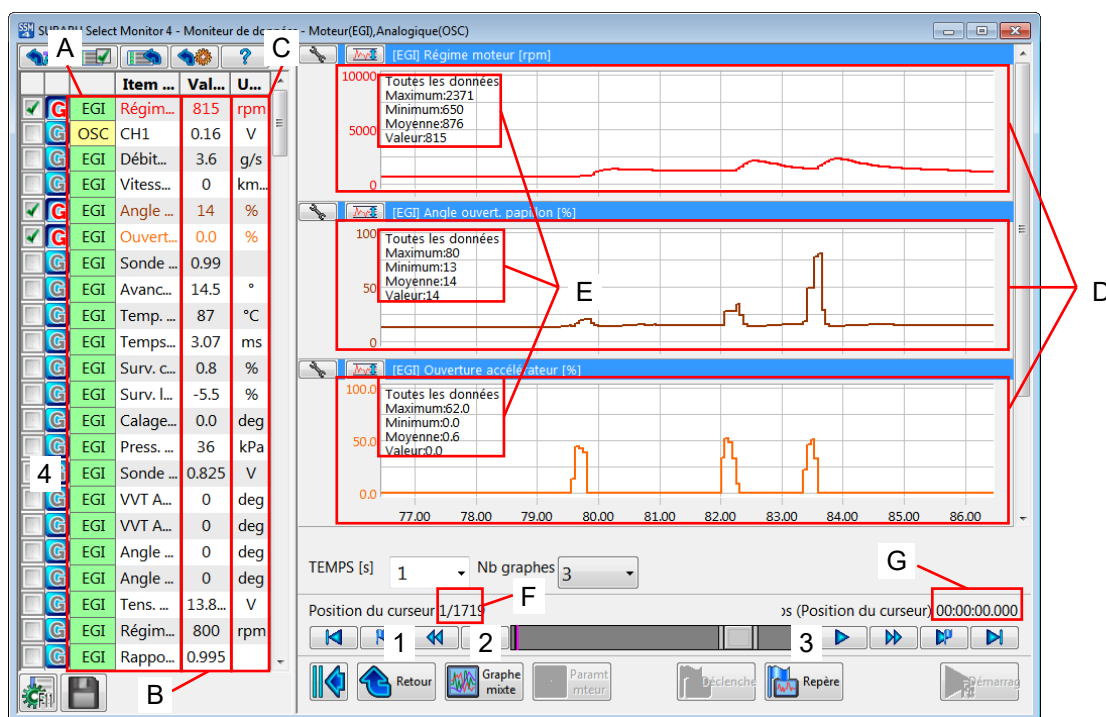 SUBARU Select Monitor 4 - Moniteur de données - Moteur(EGI),Analogique(OSC)
A
C
?
Item ... Val... U...
G EGI Régim... 815 rpm
G OSC CH1 0.16 V
G EGI Débit... 3.6 g/s
G EGI Vitess... 0 km...
G EGI Angle ... 14 %
G EGI Ouvert... 0.0 %
G EGI Sonde ... 0.99
G EGI Avanc... 14.5 °
G EGI Temp. ... 87 °C
G EGI Temps... 3.07 ms
G EGI Surv. c... 0.8 %
G EGI Surv. l... -5.5 %
G EGI Calage... 0.0 deg
G EGI Press. ... 36 kPa
4 EGI Sonde ... 0.825 V
G EGI VVT A... 0 deg
G EGI VVT A... 0 deg
G EGI Angle ... 0 deg
G EGI Angle ... 0 deg
G EGI Tens. ... 13.8... V
G EGI Régim... 800 rpm
G EGI Rappo... 0.995
B
F11
[EGI] Régime moteur [rpm]
10000
5000
0
Toutes les données
Maximum:2371
Minimum:650
Moyenne:876
Valeur:815
[EGI] Angle ouvert. papillon [%]
100
50
0
Toutes les données
Maximum:80
Minimum:13
Moyenne:14
Valeur:14
E
D
[EGI] Ouverture accélérateur [%]
100.0
50.0
0.0
Toutes les données
Maximum:62.0
Minimum:0.0
Moyenne:0.6
Valeur:0.0
77.00 78.00 79.00 80.00 81.00 82.00 83.00 84.00 85.00 86.00
TEMPS [s] 1 Nb graphes 3
G
Position du curseur 1/1719 F os (Position du curseur) 00:00:00.000
1 2 3
Retour
Graphe mixte
Paramt mteur
Déclenche
Repère
Démarrag